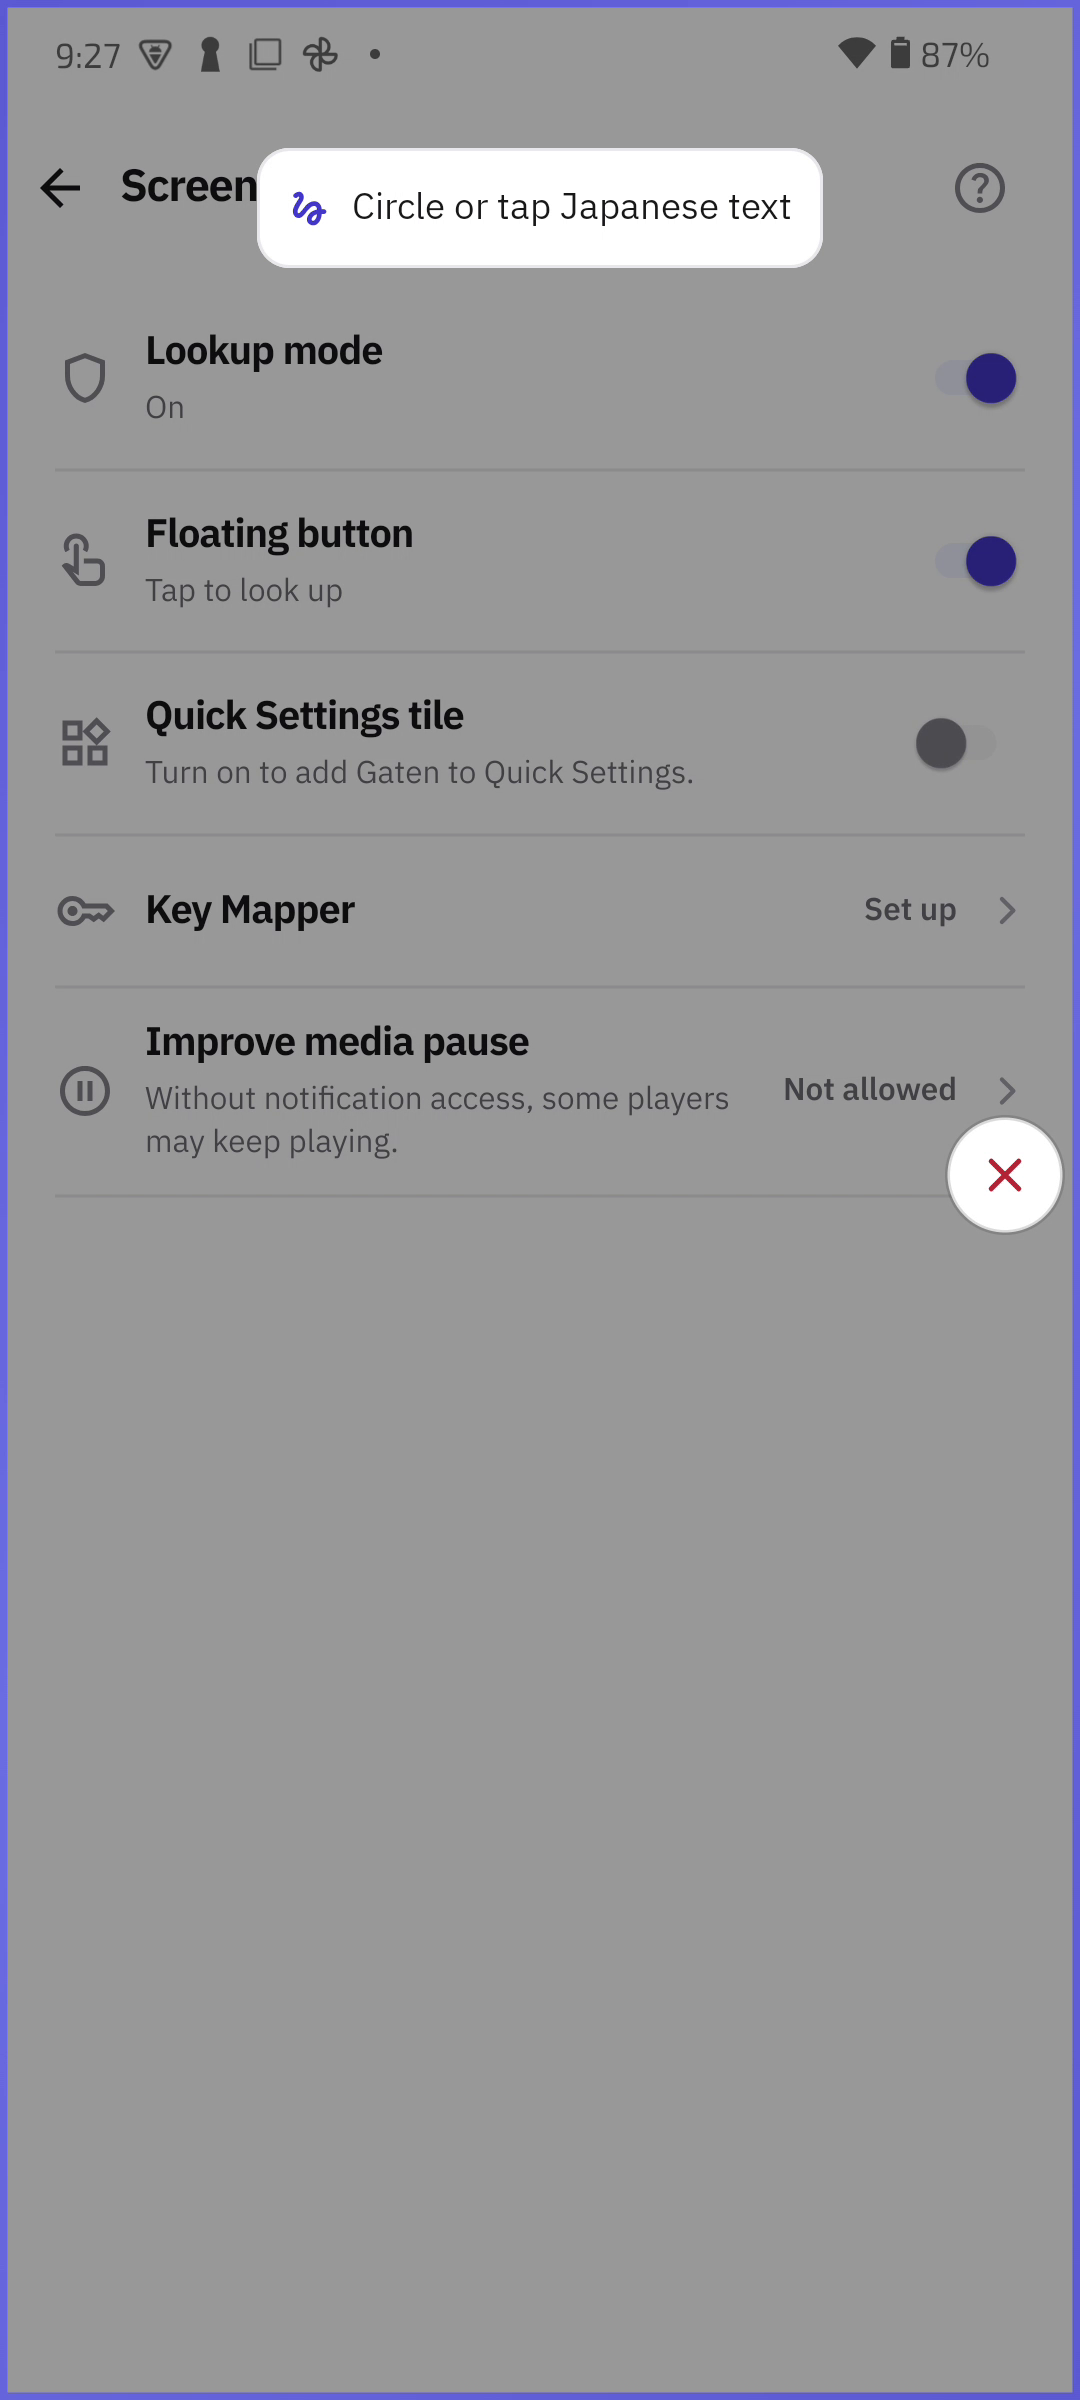 9:27
87%
Screen
Circle or tap Japanese text
Lookup mode
On
Floating button
Tap to look up
Quick Settings tile
Turn on to add Gaten to Quick Settings.
Key Mapper
Set up
Improve media pause
Without notification access, some players
may keep playing.
Not allowed